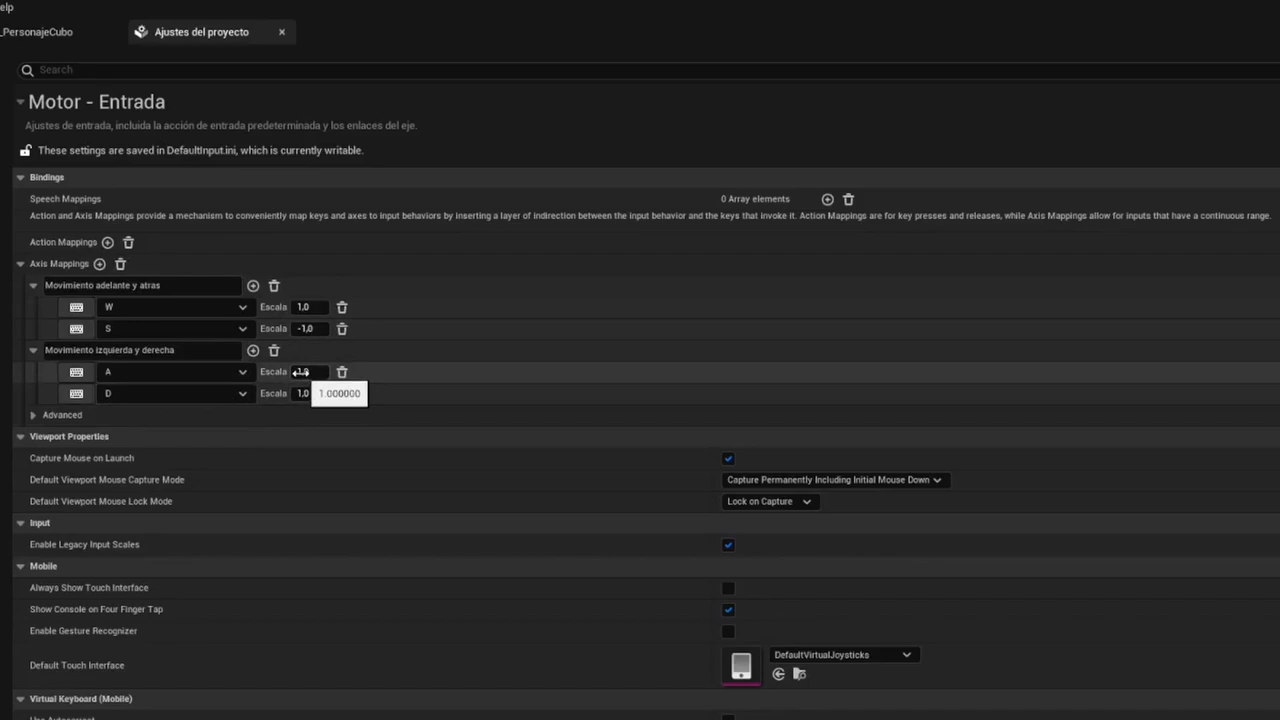 elp
_PersonajeCubo
Ajustes del proyecto
Search
Motor - Entrada
Ajustes de entrada, incluida la acción de entrada predeterminada y los enlaces del eje.
These settings are saved in DefaultInput.ini, which is currently writable.
Bindings
Speech Mappings 0 Array elements
Action and Axis Mappings provide a mechanism to conveniently map keys and axes to input behaviors by inserting a layer of indirection between the input behavior and the keys that invoke it. Action Mappings are for key presses and releases, while Axis Mappings allow for inputs that have a continuous range.
Action Mappings
Axis Mappings
Movimiento adelante y atras
W Escala 1,0
S Escala -1,0
Movimiento izquierda y derecha
A Escala
D Escala 1,0
1.000000
Advanced
Viewport Properties
Capture Mouse on Launch
Default Viewport Mouse Capture Mode Capture Permanently Including Initial Mouse Down
Default Viewport Mouse Lock Mode Lock on Capture
Input
Enable Legacy Input Scales
Mobile
Always Show Touch Interface
Show Console on Four Finger Tap
Enable Gesture Recognizer
Default Touch Interface DefaultVirtualJoysticks
Virtual Keyboard (Mobile)